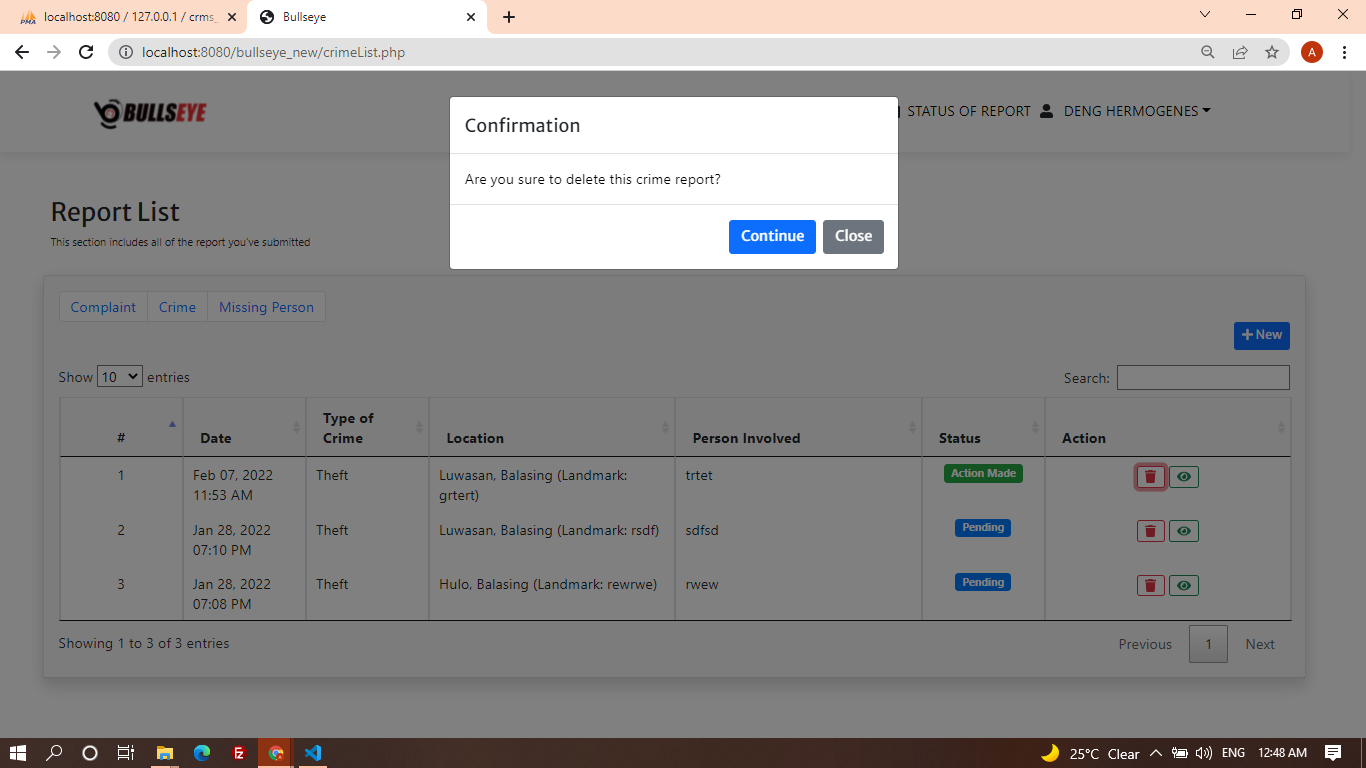 localhost:8080 / 127.0.0.1 / crms_
Bullseye
localhost:8080/bullseye_new/crimeList.php
A
BULLSEYE
STATUS OF REPORT
DENG HERMOGENES
Confirmation
Are you sure to delete this crime report?
Continue
Close
Report List
This section includes all of the report you've submitted
Complaint
Crime
Missing Person
New
Show 10 entries
Search:
# Date Type of Crime Location Person Involved Status Action
1 Feb 07, 2022 11:53 AM Theft Luwasan, Balasing (Landmark: grtert) trtet Action Made
2 Jan 28, 2022 07:10 PM Theft Luwasan, Balasing (Landmark: rsdf) sdfsd Pending
3 Jan 28, 2022 07:08 PM Theft Hulo, Balasing (Landmark: rewrwe) rwew Pending
Showing 1 to 3 of 3 entries
Previous 1 Next
25°C Clear
ENG
12:48 AM